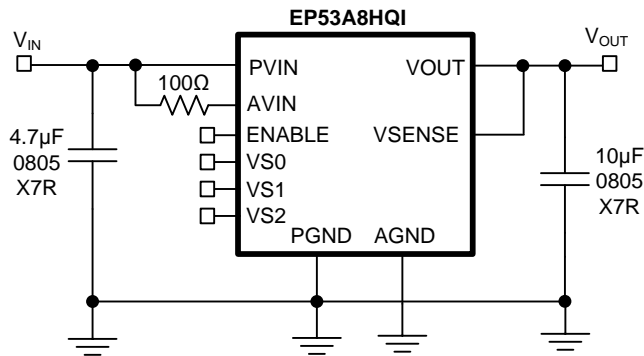 EP53A8HQI
VIN
VOUT
PVIN
VOUT
100Ω
AVIN
ENABLE
VSENSE
4.7µF
0805
X7R
VS0
VS1
VS2
10µF
0805
X7R
PGND
AGND